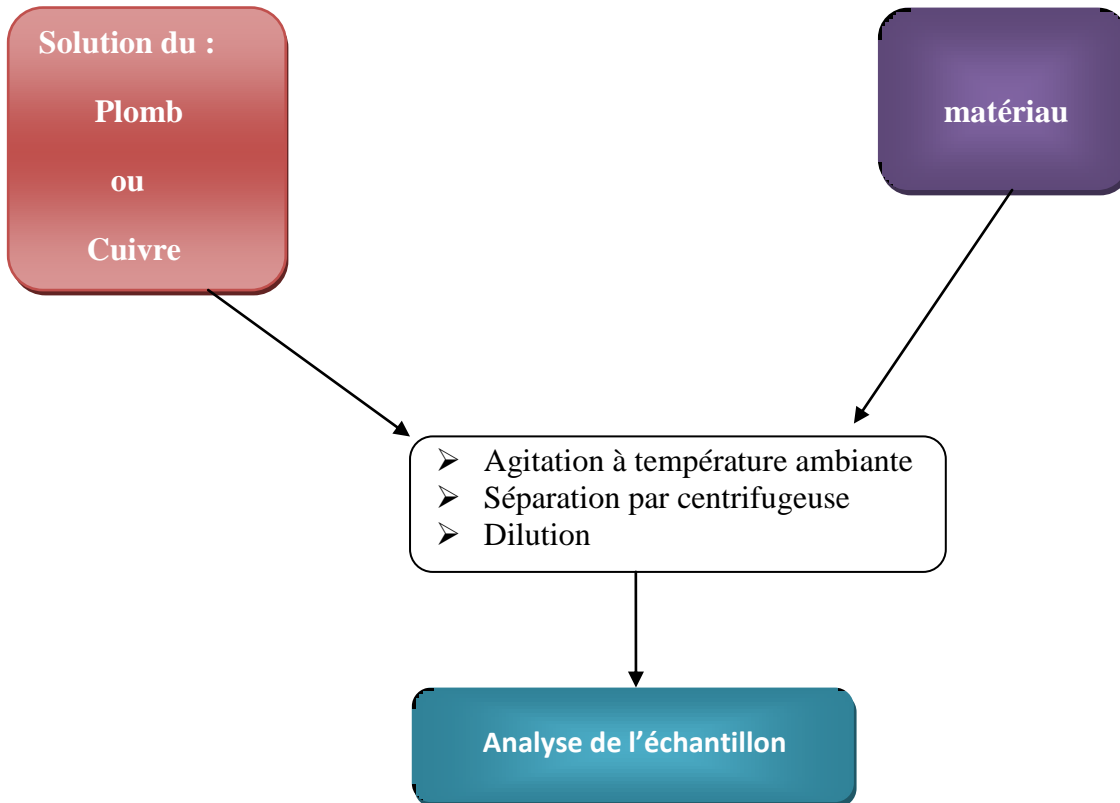 Solution du :
Plomb
ou
Cuivre
matériau
➢ Agitation à température ambiante
➢ Séparation par centrifugeuse
➢ Dilution
Analyse de l’échantillon